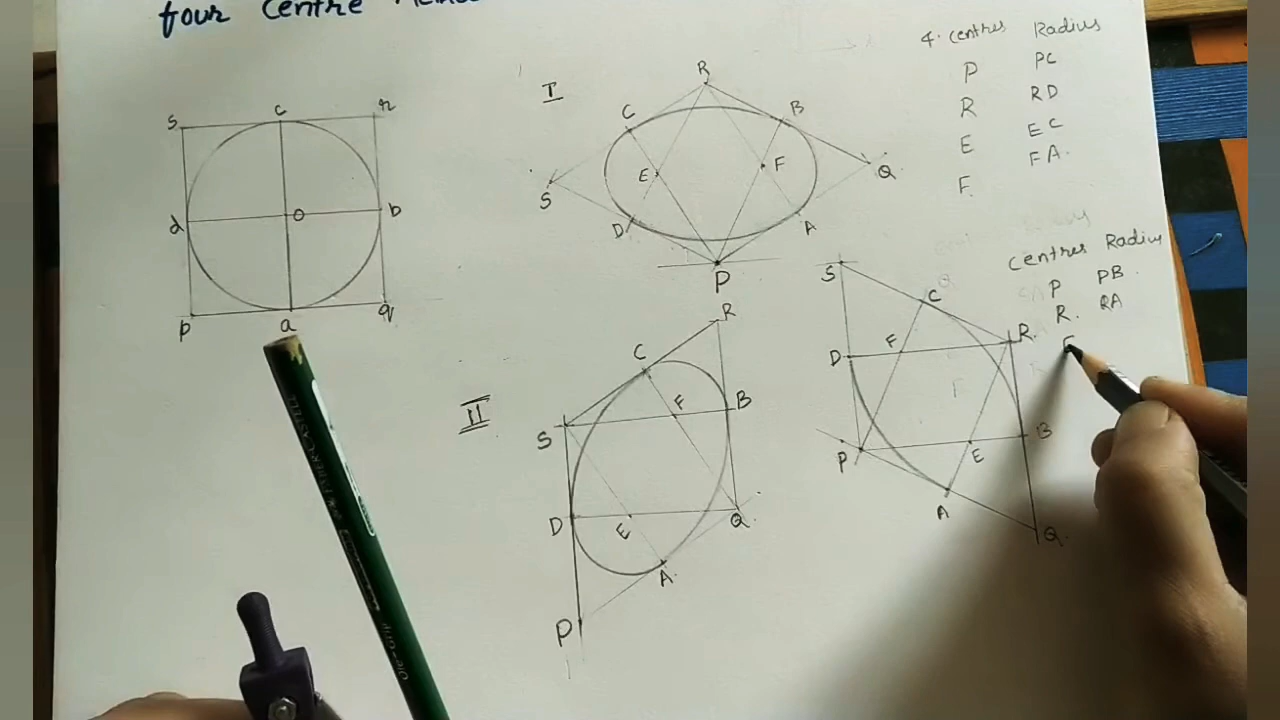 four Centre
s c r
d o b
p a q
I
R
C B
E F Q
S
D A
P
4. Centres Radius
P PC
R RD
E EC
F. FA.
II
R
C
F B
S
D E Q.
A.
P
S
C
F R.
D
P E B
A
Q.
Centres Radius
P PB.
R. RA